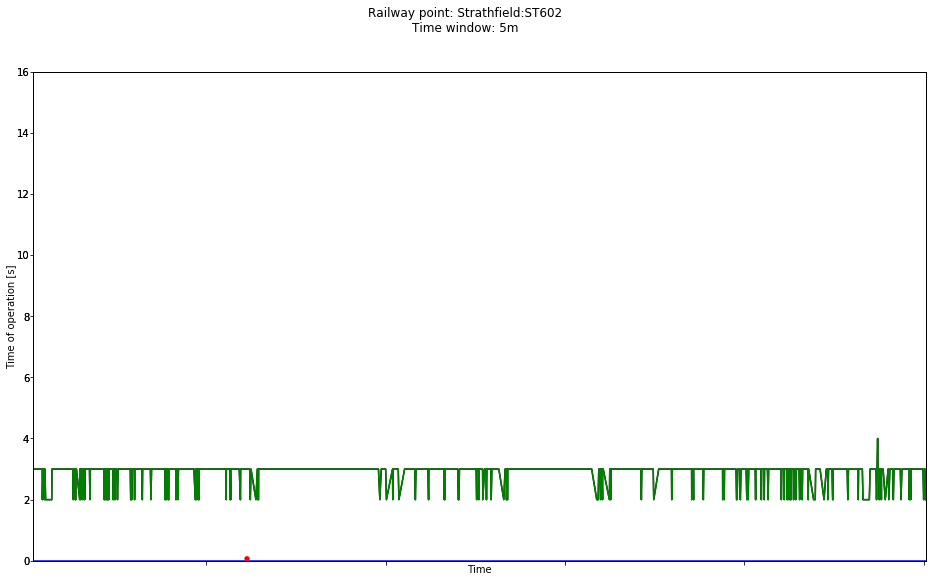 Railway point: Strathfield:ST602
Time window: 5m
16
14
12
10
8
6
4
2
0
Time of operation [s]
Time